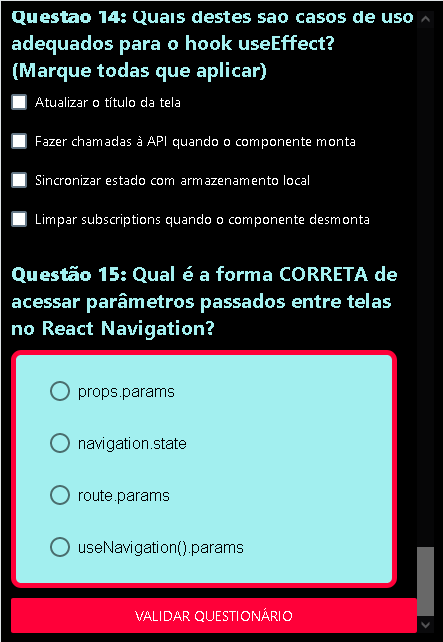 Questão 14: Quais destes são casos de uso
adequados para o hook useEffect?
(Marque todas que aplicar)
Atualizar o título da tela
Fazer chamadas à API quando o componente monta
Sincronizar estado com armazenamento local
Limpar subscriptions quando o componente desmonta
Questão 15: Qual é a forma CORRETA de
acessar parâmetros passados entre telas
no React Navigation?
props.params
navigation.state
route.params
useNavigation().params
VALIDAR QUESTIONÁRIO